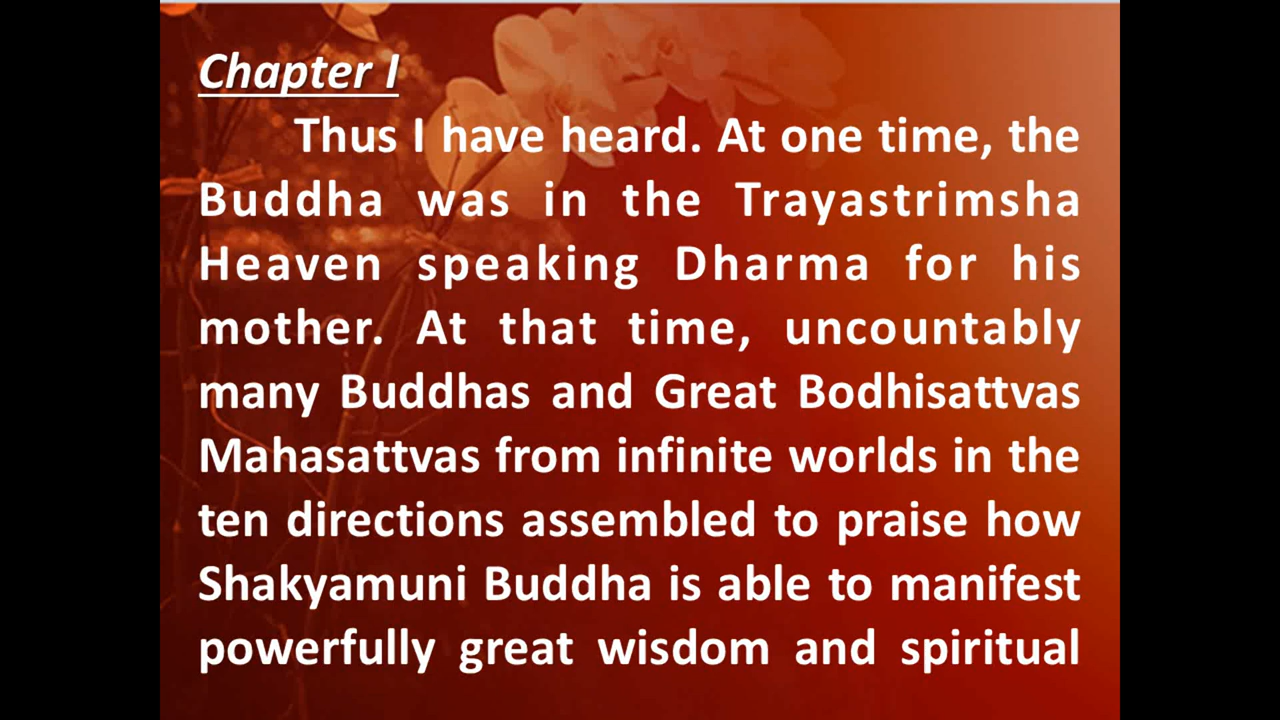 Chapter I
Thus I have heard. At one time, the
Buddha was in the Trayastrimsha
Heaven speaking Dharma for his
mother. At that time, uncountably
many Buddhas and Great Bodhisattvas
Mahasattvas from infinite worlds in the
ten directions assembled to praise how
Shakyamuni Buddha is able to manifest
powerfully great wisdom and spiritual